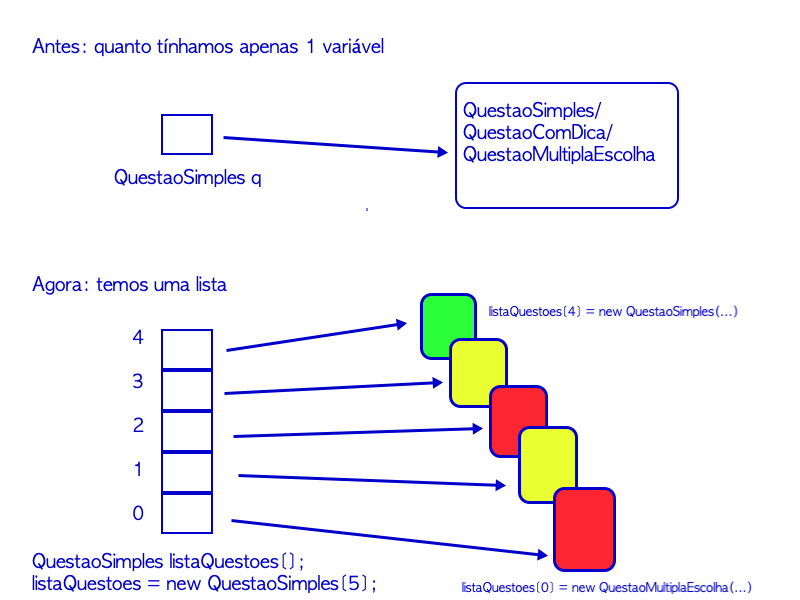 Antes: quanto tínhamos apenas 1 variável
QuestaoSimples/
QuestaoComDica/
QuestaoMultiplaEscolha
QuestaoSimples q
Agora: temos uma lista
listaQuestoes[4] = new QuestaoSimples(...)
4
3
2
1
0
QuestaoSimples listaQuestoes[];
listaQuestoes = new QuestaoSimples[5];
listaQuestoes[0] = new QuestaoMultiplaEscolha(...)